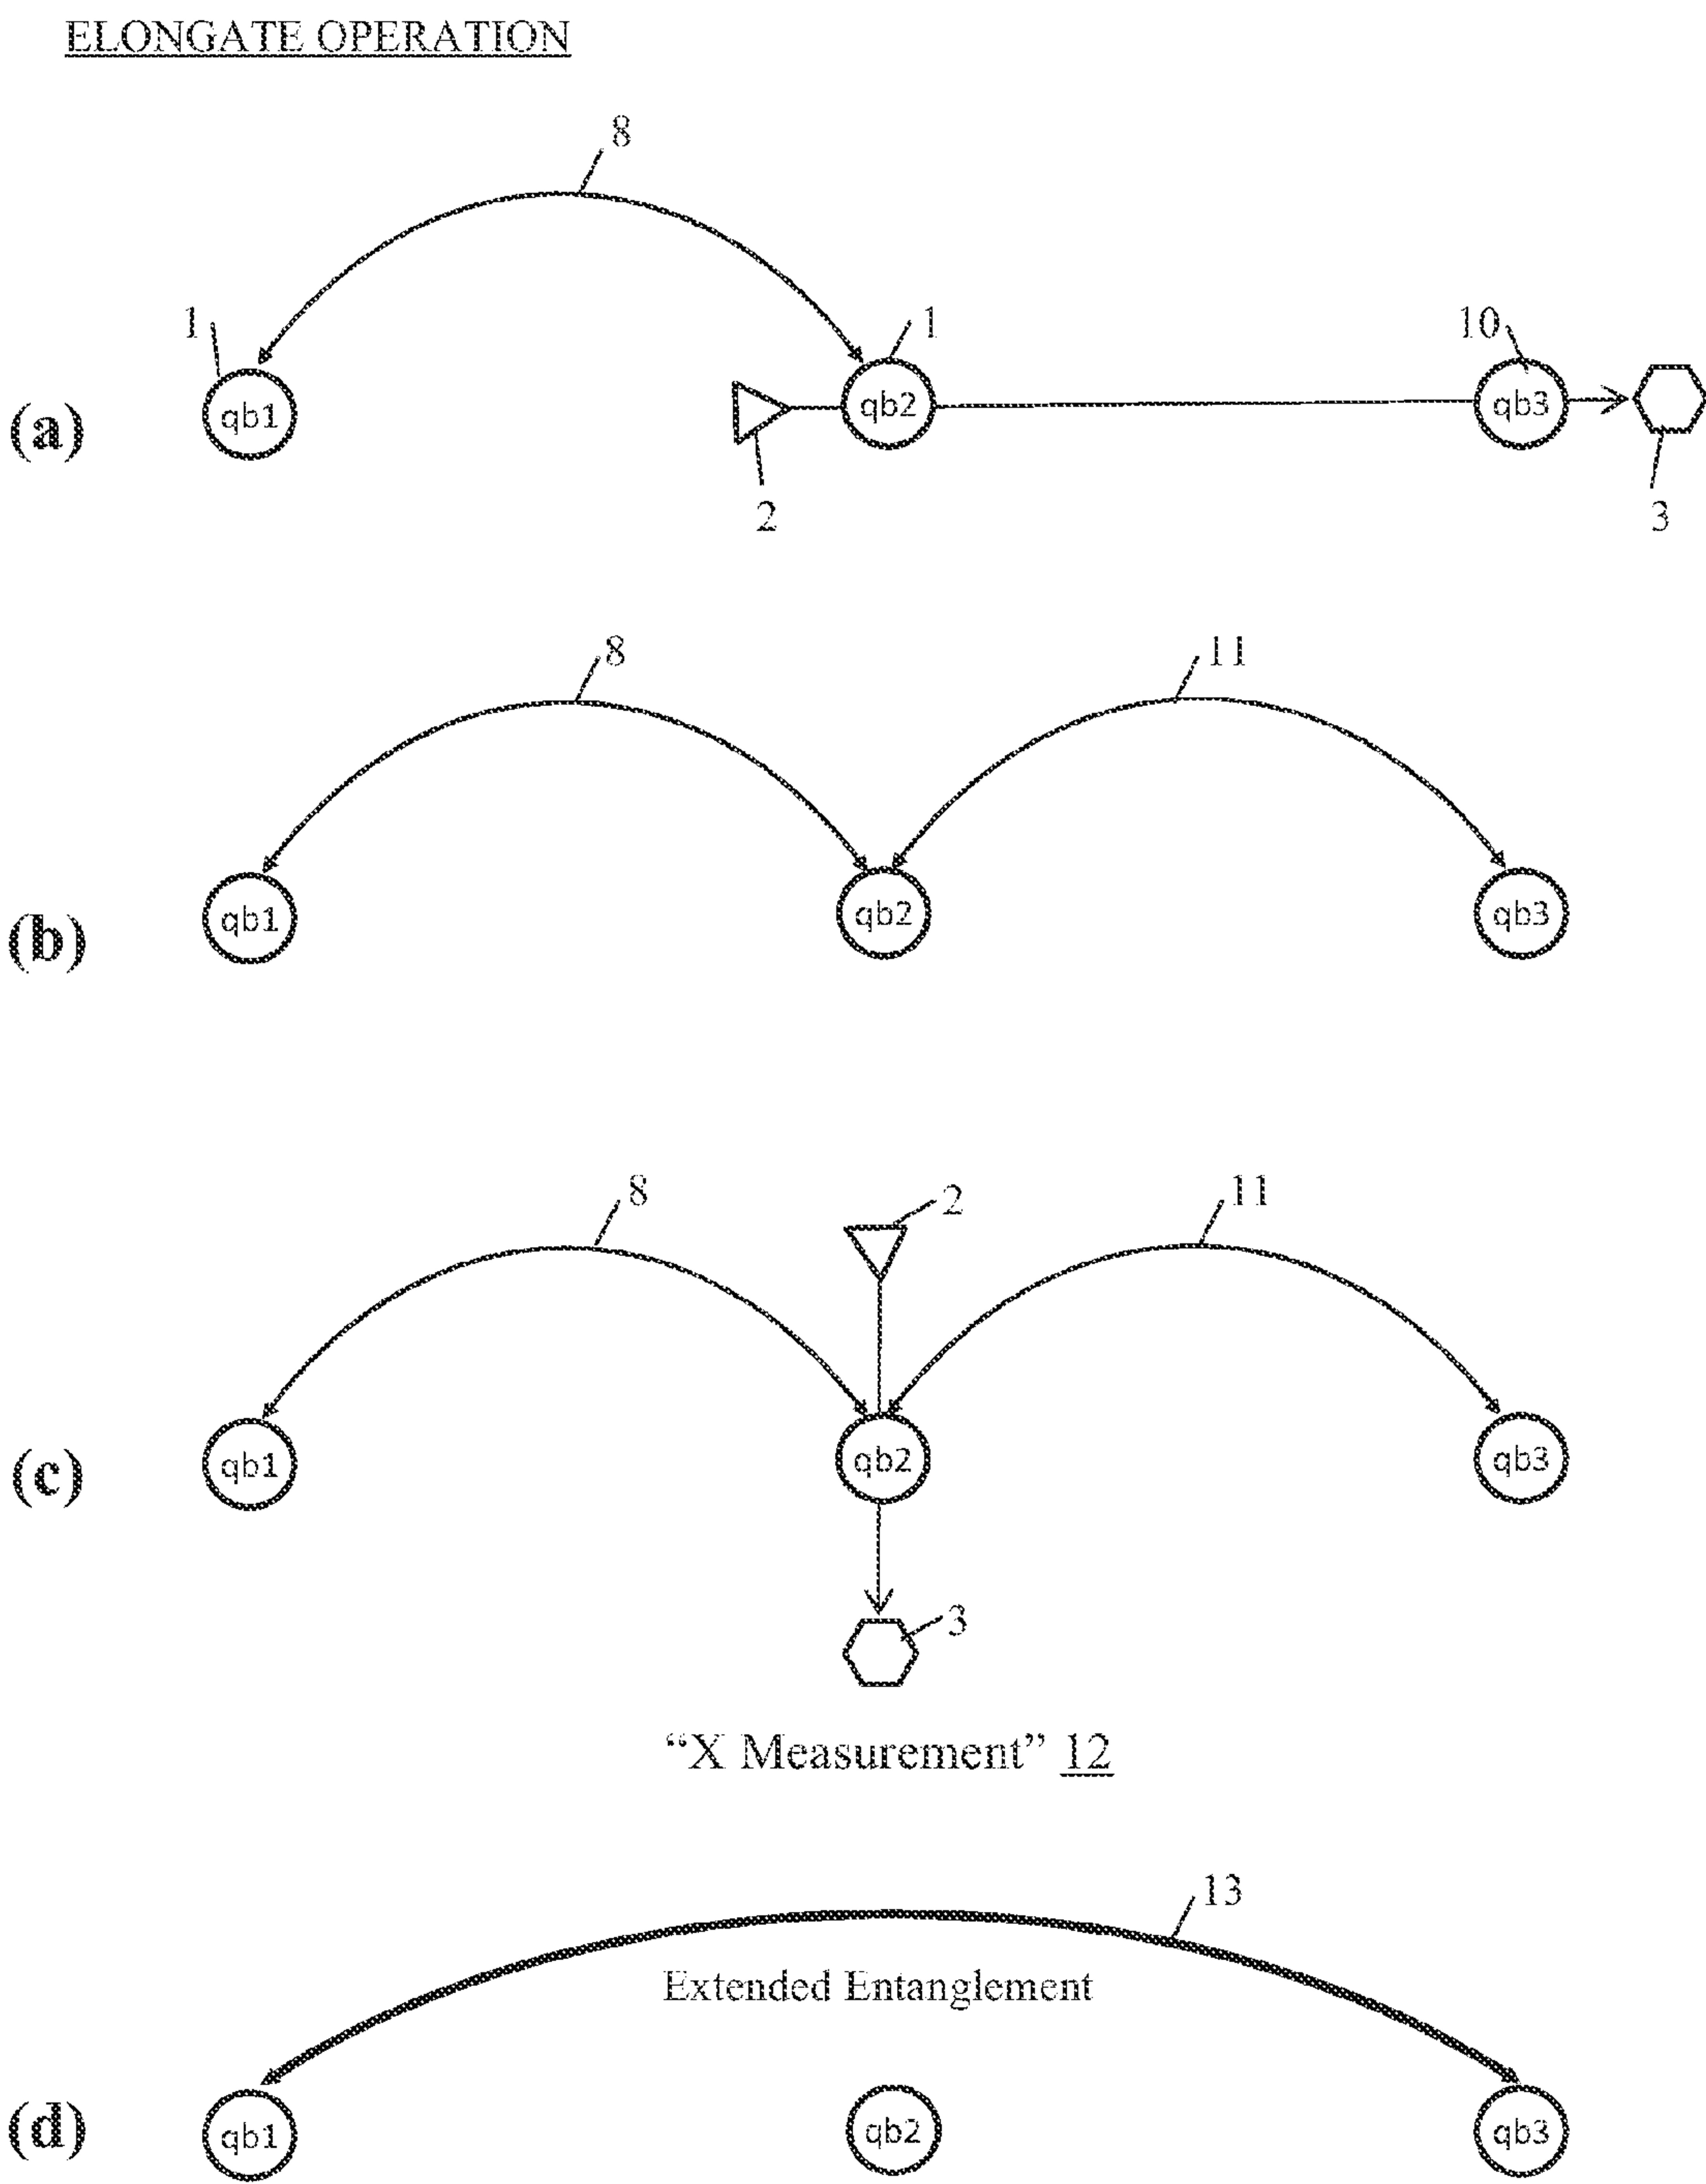 ELONGATE OPERATION
8
1
1
10
(a)
qb1
qb2
qb3
2
3
8
11
(b)
qb1
qb2
qb3
8
2
11
(c)
qb1
qb2
qb3
3
“X Measurement” 12
13
Extended Entanglement
(d)
qb1
qb2
qb3